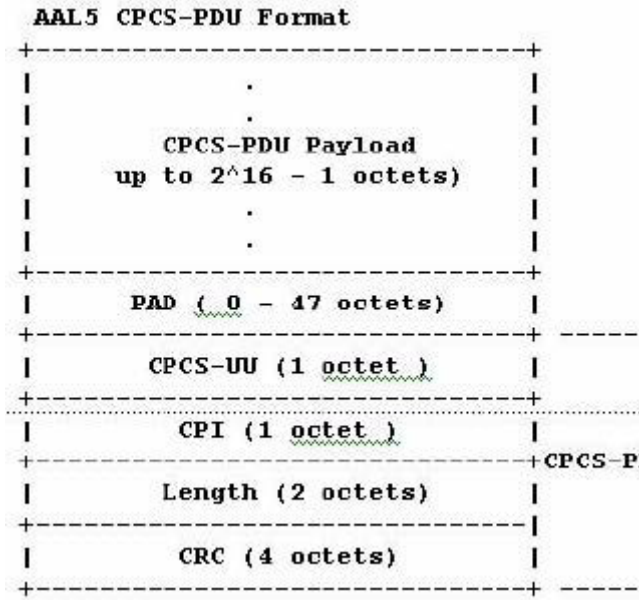 AAL5 CPCS-PDU Format
+-------------------------------+
|               .               |
|               .               |
|        CPCS-PDU Payload       |
|     up to 2^16 - 1 octets)    |
|               .               |
|               .               |
+-------------------------------+
|      PAD ( 0 - 47 octets)     |
+-------------------------------+ -----
|       CPCS-UU (1 octet )      |
+-------------------------------+
|         CPI (1 octet )        |
+-------------------------------+CPCS-P
|        Length (2 octets)      |
+-------------------------------|
|         CRC (4 octets)        |
+-------------------------------+ -----